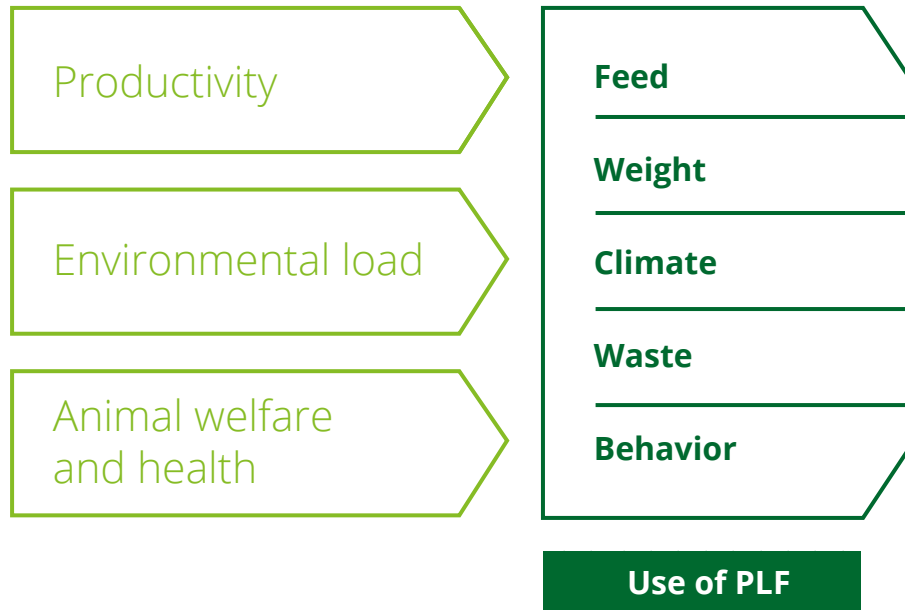 Productivity
Environmental load
Animal welfare
and health
Feed
Weight
Climate
Waste
Behavior
Use of PLF